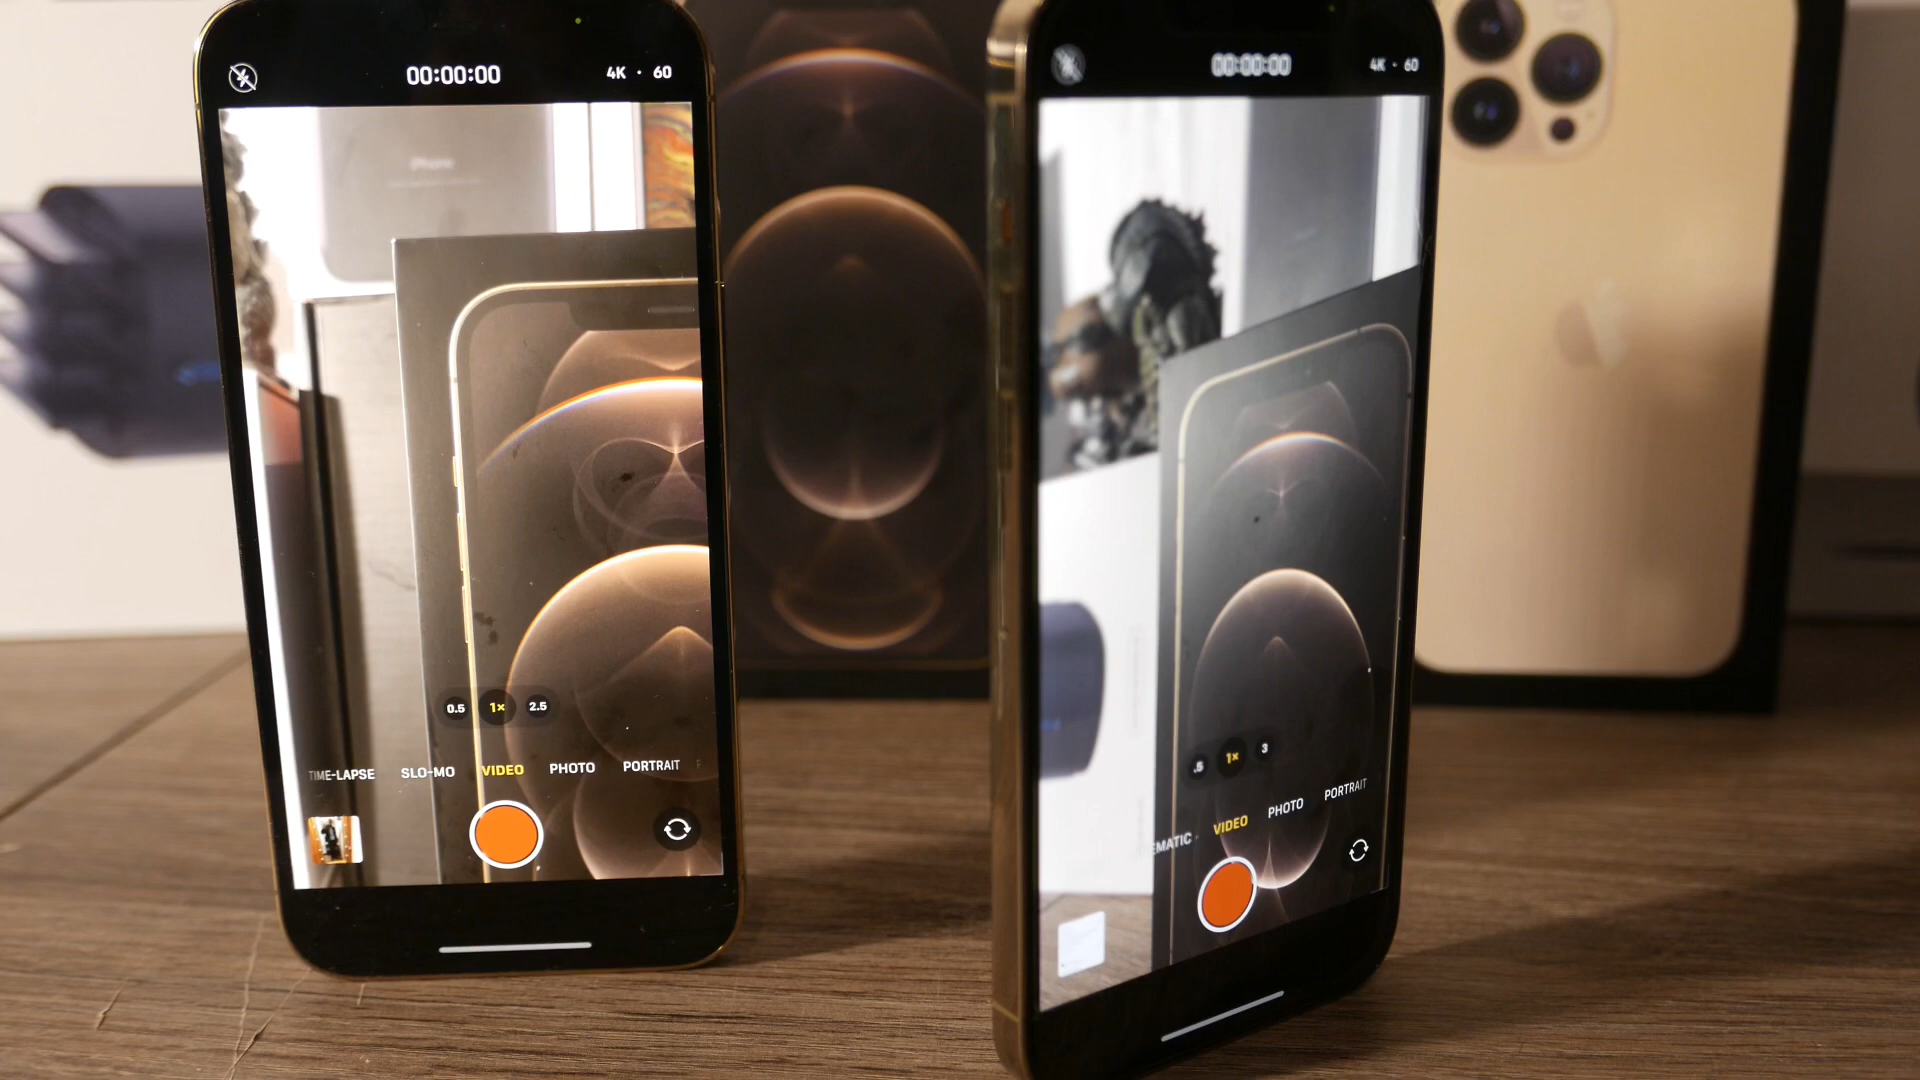 00:00:00
4K · 60
iPhone
0.5
1×
2.5
TIME-LAPSE
SLO-MO
VIDEO
PHOTO
PORTRAIT
00:00:00
4K · 60
.5
1×
3
EMATIC
VIDEO
PHOTO
PORTRAIT